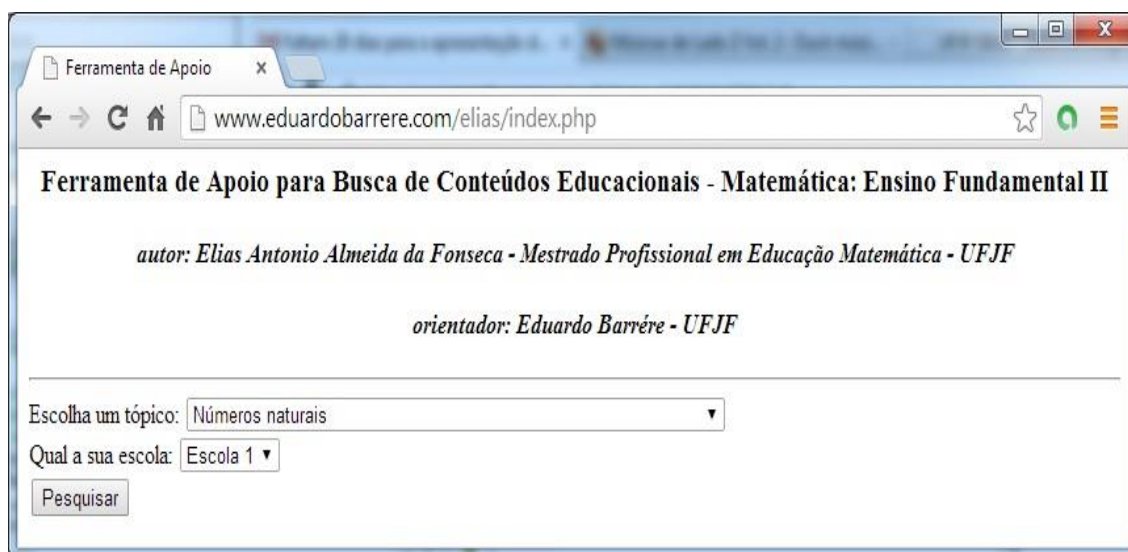 Ferramenta de Apoio
www.eduardobarrere.com/elias/index.php
Ferramenta de Apoio para Busca de Conteúdos Educacionais - Matemática: Ensino Fundamental II
autor: Elias Antonio Almeida da Fonseca - Mestrado Profissional em Educação Matemática - UFJF
orientador: Eduardo Barrére - UFJF
Escolha um tópico: Números naturais
Qual a sua escola: Escola 1
Pesquisar